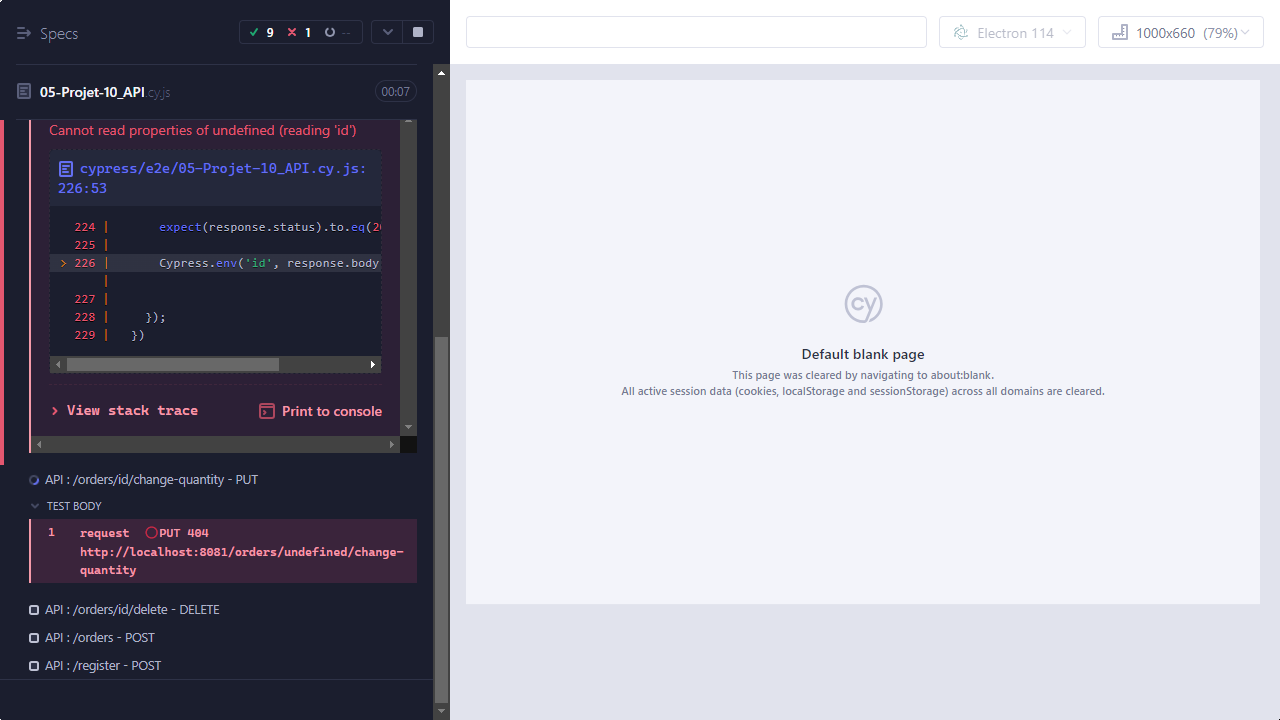 Specs
9 1 --
Electron 114
1000x660 (79%)
05-Projet-10_API.cy.js
00:07
Cannot read properties of undefined (reading 'id')
cypress/e2e/05-Projet-10_API.cy.js:
226:53
224 | expect(response.status).to.eq(20
225 |
> 226 | Cypress.env('id', response.body
|
227 |
228 | });
229 | })
View stack trace
Print to console
API : /orders/id/change-quantity - PUT
TEST BODY
1 request PUT 404
http://localhost:8081/orders/undefined/change-
quantity
API : /orders/id/delete - DELETE
API : /orders - POST
API : /register - POST
cy
Default blank page
This page was cleared by navigating to about:blank.
All active session data (cookies, localStorage and sessionStorage) across all domains are cleared.